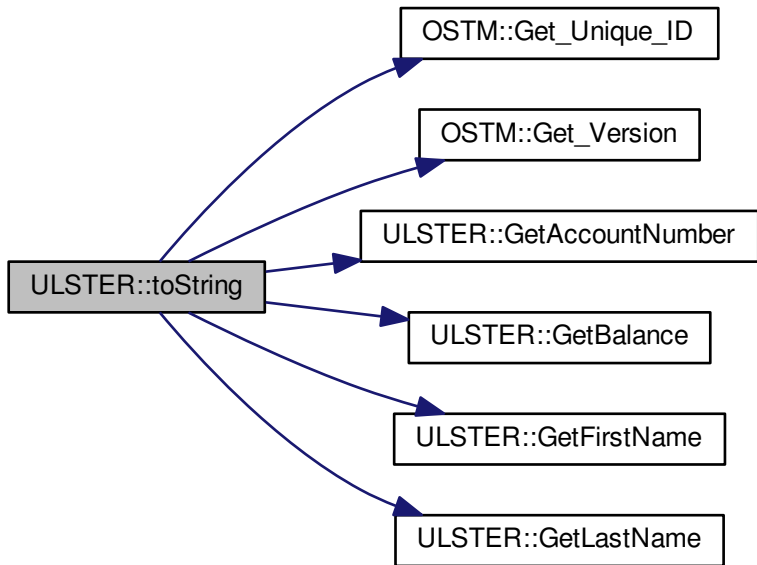 OSTM::Get_Unique_ID
OSTM::Get_Version
ULSTER::GetAccountNumber
ULSTER::toString
ULSTER::GetBalance
ULSTER::GetFirstName
ULSTER::GetLastName